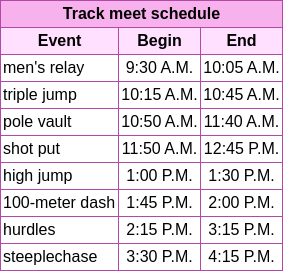 Track meet schedule
Event Begin End
men's relay 9:30 A.M. 10:05 A.M.
triple jump 10:15 A.M. 10:45 A.M.
pole vault 10:50 A.M. 11:40 A.M.
shot put 11:50 A.M. 12:45 P.M.
high jump 1:00 P.M. 1:30 P.M.
100-meter dash 1:45 P.M. 2:00 P.M.
hurdles 2:15 P.M. 3:15 P.M.
steeplechase 3:30 P.M. 4:15 P.M.